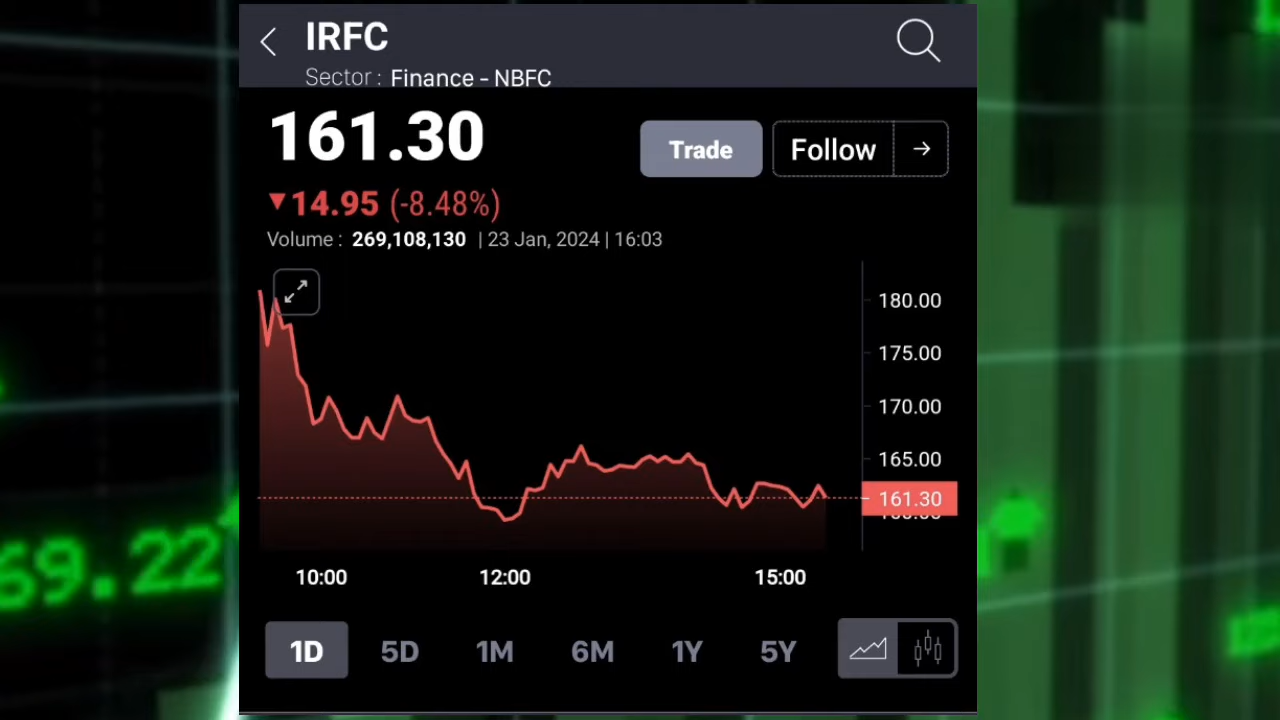 IRFC
Sector : Finance - NBFC
161.30
Trade
Follow
▼14.95 (-8.48%)
Volume : 269,108,130 | 23 Jan, 2024 | 16:03
180.00
175.00
170.00
165.00
161.30
10:00 12:00 15:00
1D 5D 1M 6M 1Y 5Y
69.22